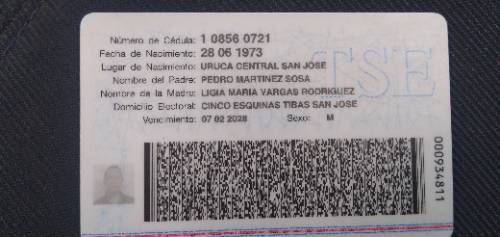 Número de Cédula: 1 0856 0721
Fecha de Nacimiento: 28 06 1973
Lugar de Nacimiento: URUCA CENTRAL SAN JOSE
Nombre del Padre: PEDRO MARTINEZ SOSA
Nombre de la Madre: LIGIA MARIA VARGAS RODRIGUEZ
Domicilio Electoral: CINCO ESQUINAS TIBAS SAN JOSE
Vencimiento: 07 02 2028 Sexo: M
TSE
000934811